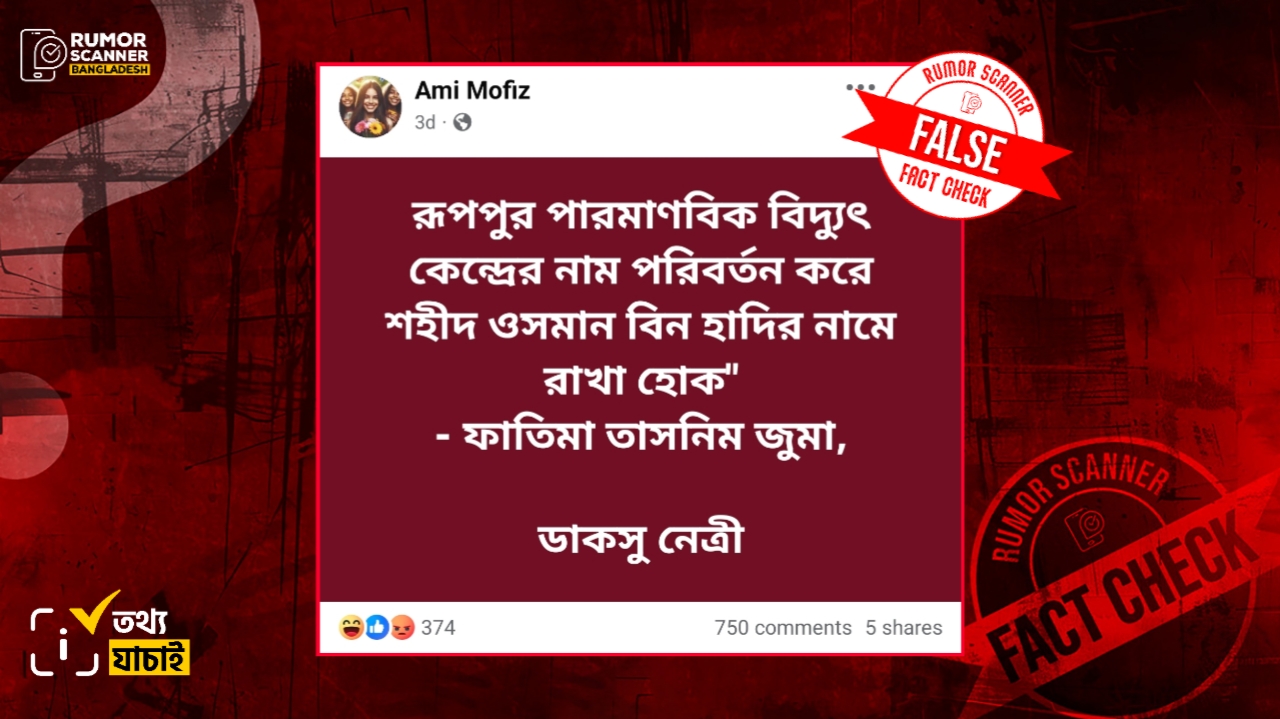 RUMOR
SCANNER
BANGLADESH
Ami Mofiz
3d
RUMOR SCANNER
FALSE
FACT CHECK
রূপপুর পারমাণবিক বিদ্যুৎ
কেন্দ্রের নাম পরিবর্তন করে
শহীদ ওসমান বিন হাদির নামে
রাখা হোক"
- ফাতিমা তাসনিম জুমা,
ডাকসু নেত্রী
374
750 comments 5 shares
তথ্য
যাচাই
RUMOR SCANNER
FACT CHECK